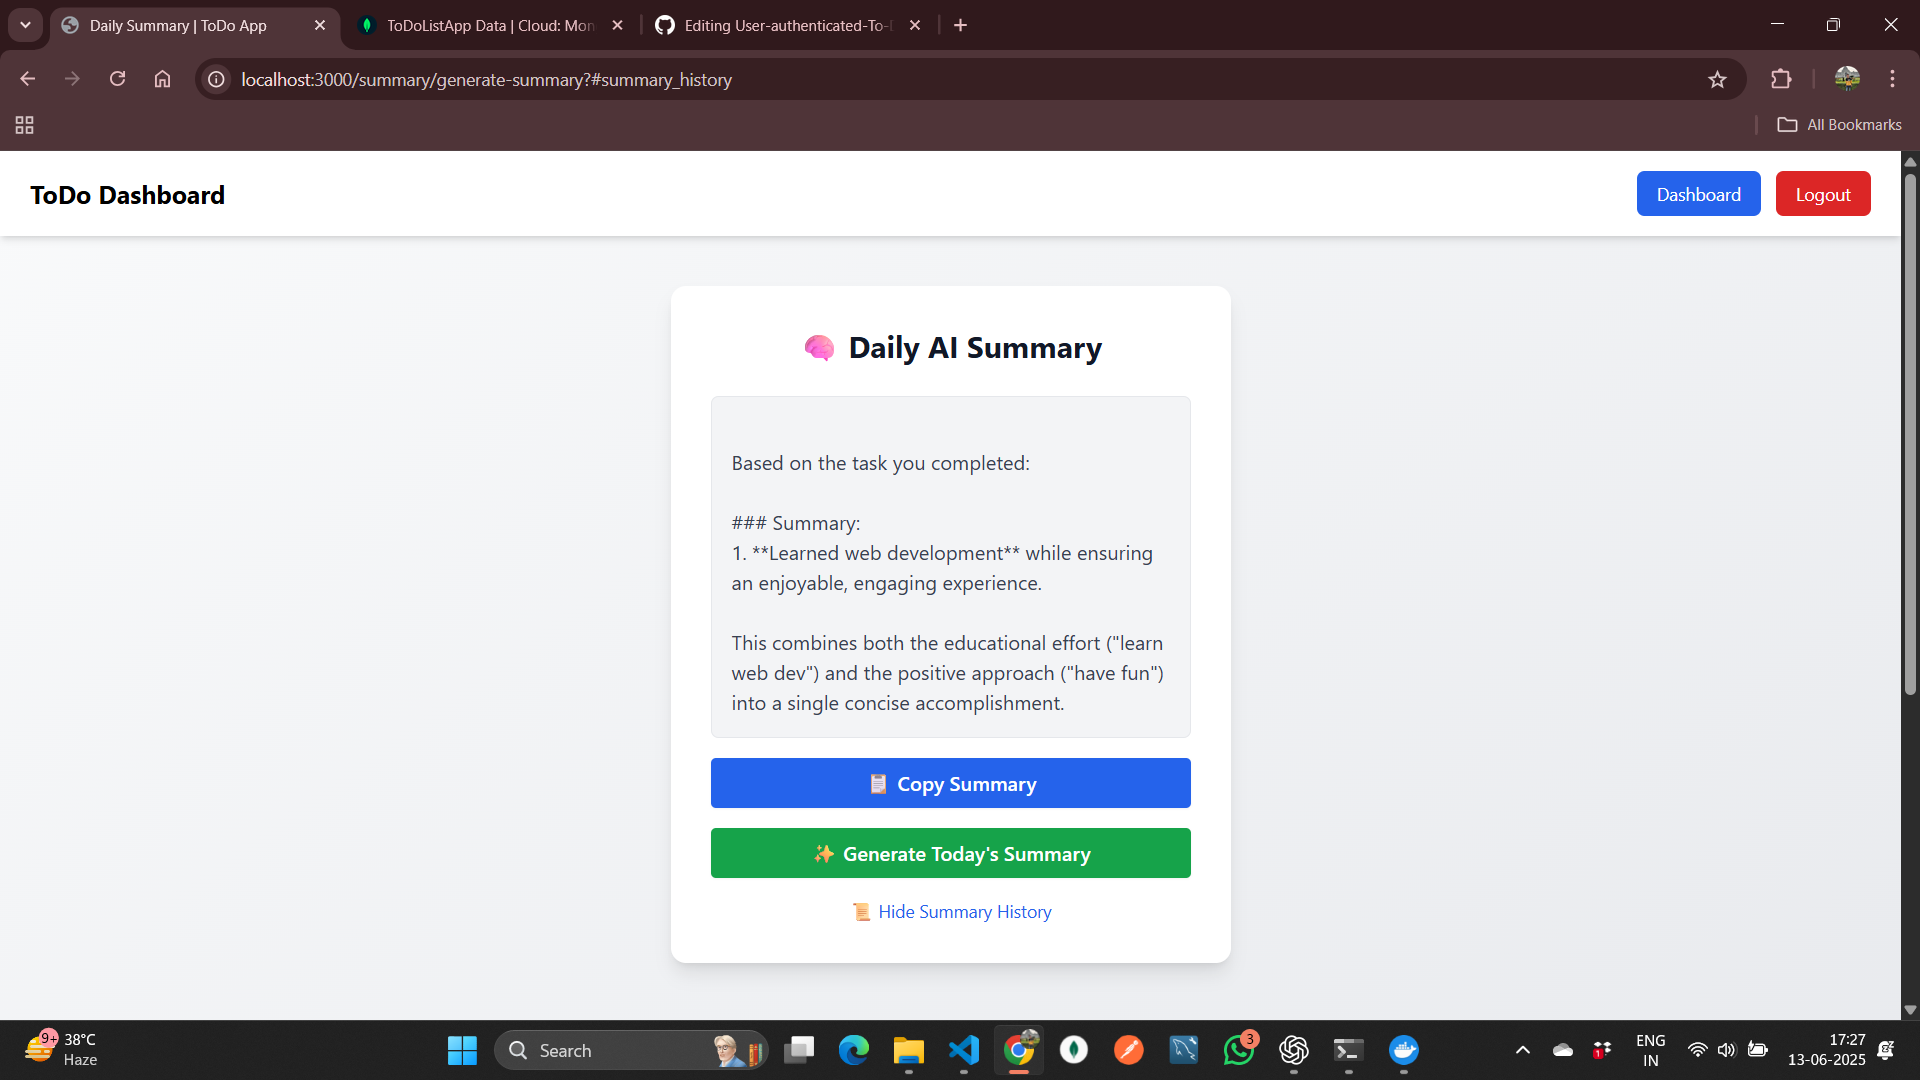 Daily Summary | ToDo App
ToDoListApp Data | Cloud: Mon
Editing User-authenticated-To-
localhost:3000/summary/generate-summary?#summary_history
All Bookmarks
ToDo Dashboard
Dashboard
Logout
Daily AI Summary
Based on the task you completed:
### Summary:
1. **Learned web development** while ensuring
an enjoyable, engaging experience.
This combines both the educational effort ("learn
web dev") and the positive approach ("have fun")
into a single concise accomplishment.
Copy Summary
Generate Today's Summary
Hide Summary History
9+
38°C
Haze
Search
3
1
ENG
IN
17:27
13-06-2025